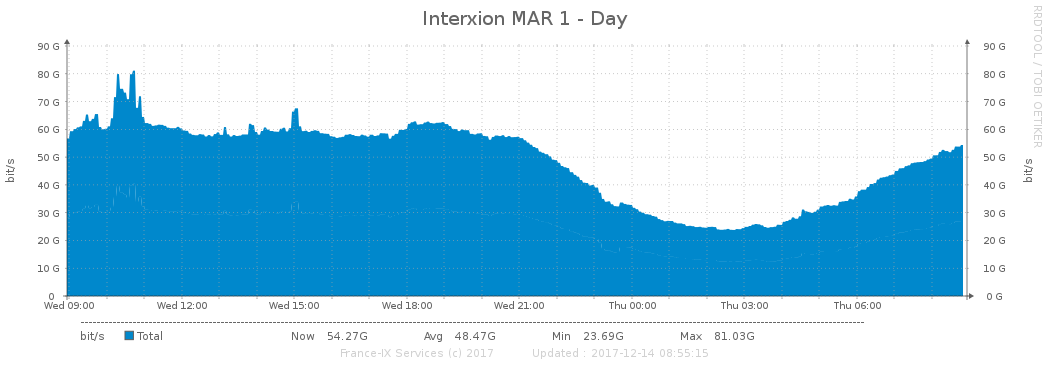 Interxion MAR 1 - Day
RRDTOOL / TOBI OETIKER
bit/s
90 G 90 G
80 G 80 G
70 G 70 G
60 G 60 G
50 G 50 G
40 G 40 G
30 G 30 G
20 G 20 G
10 G 10 G
0 0 G
bit/s
Wed 09:00 Wed 12:00 Wed 15:00 Wed 18:00 Wed 21:00 Thu 00:00 Thu 03:00 Thu 06:00
bit/s Total Now 54.27G Avg 48.47G Min 23.69G Max 81.03G
France-IX Services (c) 2017 Updated : 2017-12-14 08:55:15